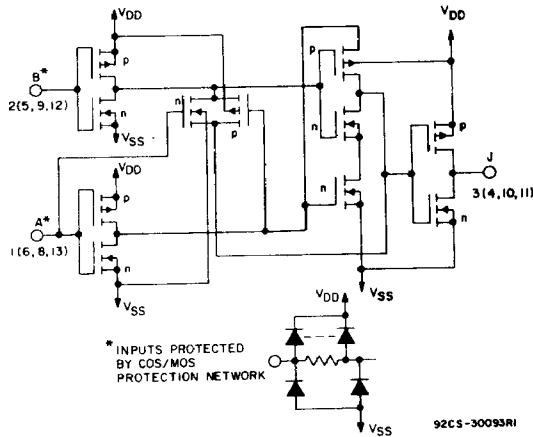 VDD
VDD
B*
p
2(5,9,12)
n
VSS
n
p
p
n
n
VDD
p
J
3(4,10,11)
n
VDD
A*
p
1(6,8,13)
n
VSS
VSS
VDD
* INPUTS PROTECTED
BY COS/MOS
PROTECTION NETWORK
VSS
92CS-30093R1